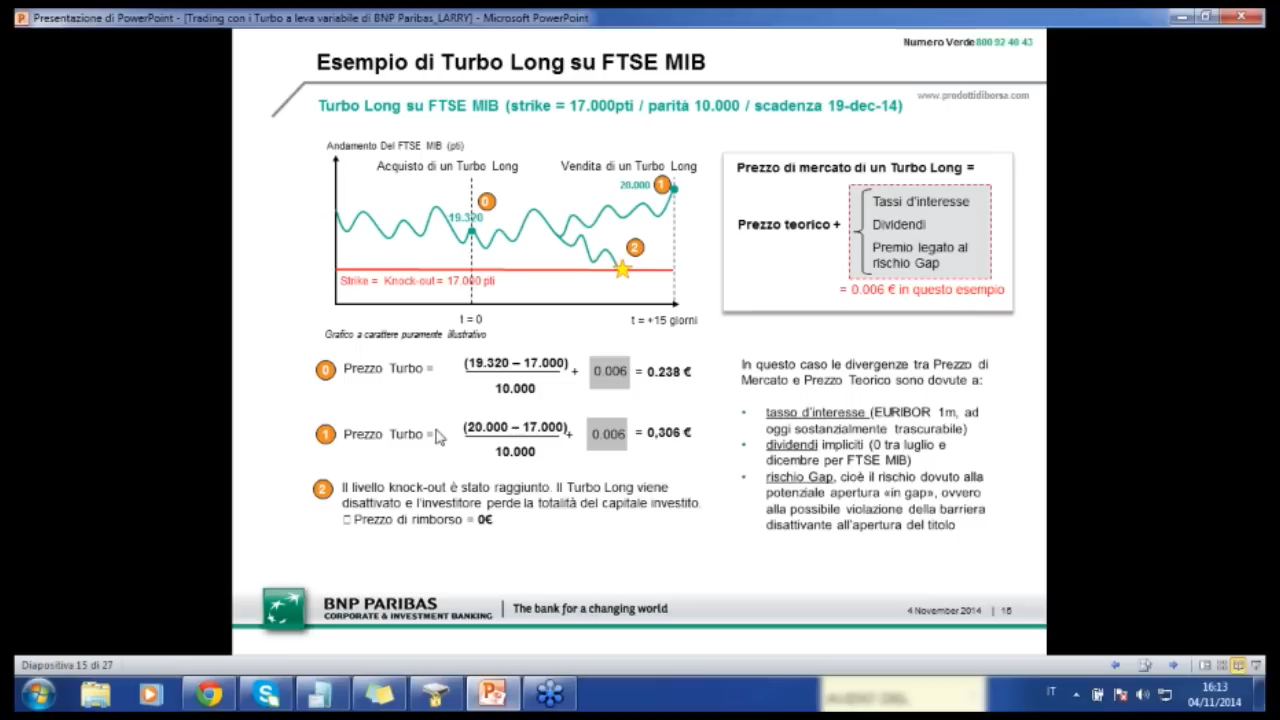 Presentazione di PowerPoint - [Trading con i Turbo a leva variabile di BNP Paribas_LARRY] - Microsoft PowerPoint
Numero Verde 800 92 40 43
Esempio di Turbo Long su FTSE MIB
www.prodottidiborsa.com
Turbo Long su FTSE MIB (strike = 17.000pti / parità 10.000 / scadenza 19-dec-14)
Andamento Del FTSE MIB (pti)
Acquisto di un Turbo Long
Vendita di un Turbo Long
20.000
1
0
19.320
2
Strike = Knock-out = 17.000 pti
t = 0
t = +15 giorni
Grafico a carattere puramente illustrativo
Prezzo di mercato di un Turbo Long =
Prezzo teorico +
Tassi d'interesse
Dividendi
Premio legato al
rischio Gap
= 0.006 € in questo esempio
0 Prezzo Turbo = (19.320 – 17.000) + 0.006 = 0.238 €
10.000
1 Prezzo Turbo = (20.000 – 17.000) + 0.006 = 0,306 €
10.000
2 Il livello knock-out è stato raggiunto. Il Turbo Long viene
disattivato e l'investitore perde la totalità del capitale investito.
□ Prezzo di rimborso = 0€
In questo caso le divergenze tra Prezzo di
Mercato e Prezzo Teorico sono dovute a:
• tasso d'interesse (EURIBOR 1m, ad
oggi sostanzialmente trascurabile)
• dividendi impliciti (0 tra luglio e
dicembre per FTSE MIB)
• rischio Gap, cioè il rischio dovuto alla
potenziale apertura «in gap», ovvero
alla possibile violazione della barriera
disattivante all'apertura del titolo
BNP PARIBAS
CORPORATE & INVESTMENT BANKING
The bank for a changing world
4 November 2014 | 15
Diapositiva 15 di 27
IT
16:13
04/11/2014